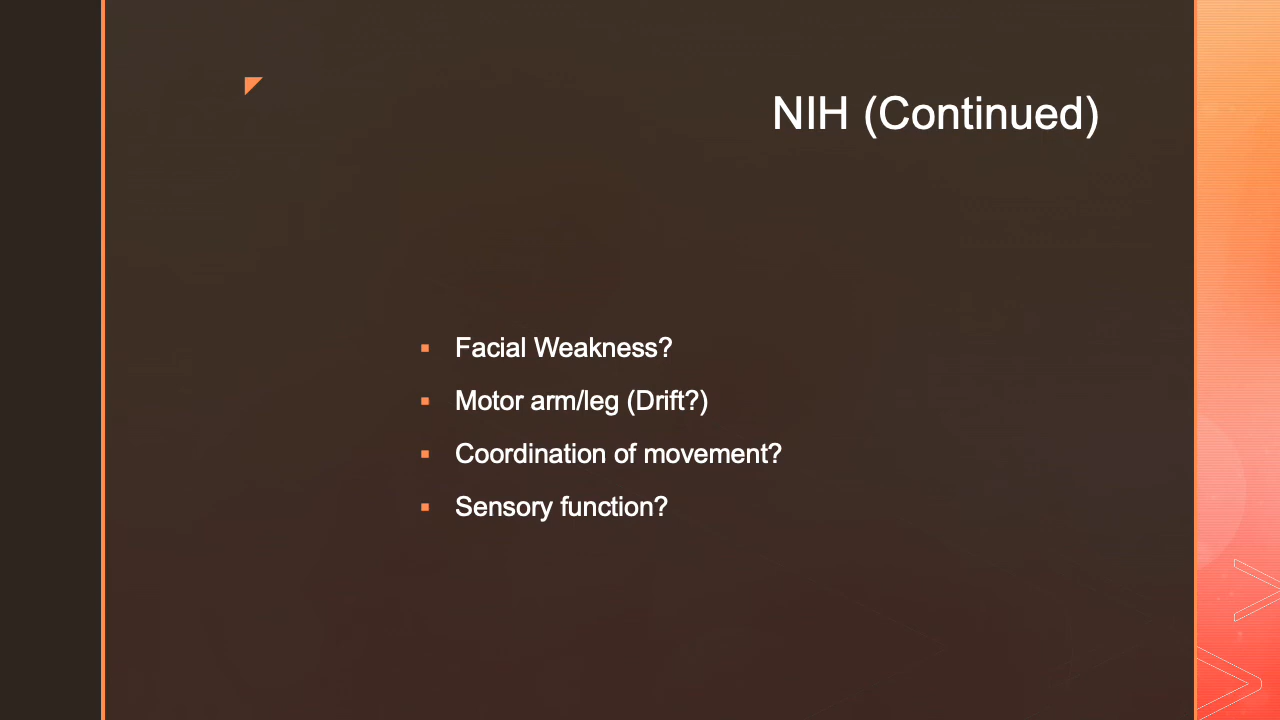 NIH (Continued)
▪ Facial Weakness?
▪ Motor arm/leg (Drift?)
▪ Coordination of movement?
▪ Sensory function?